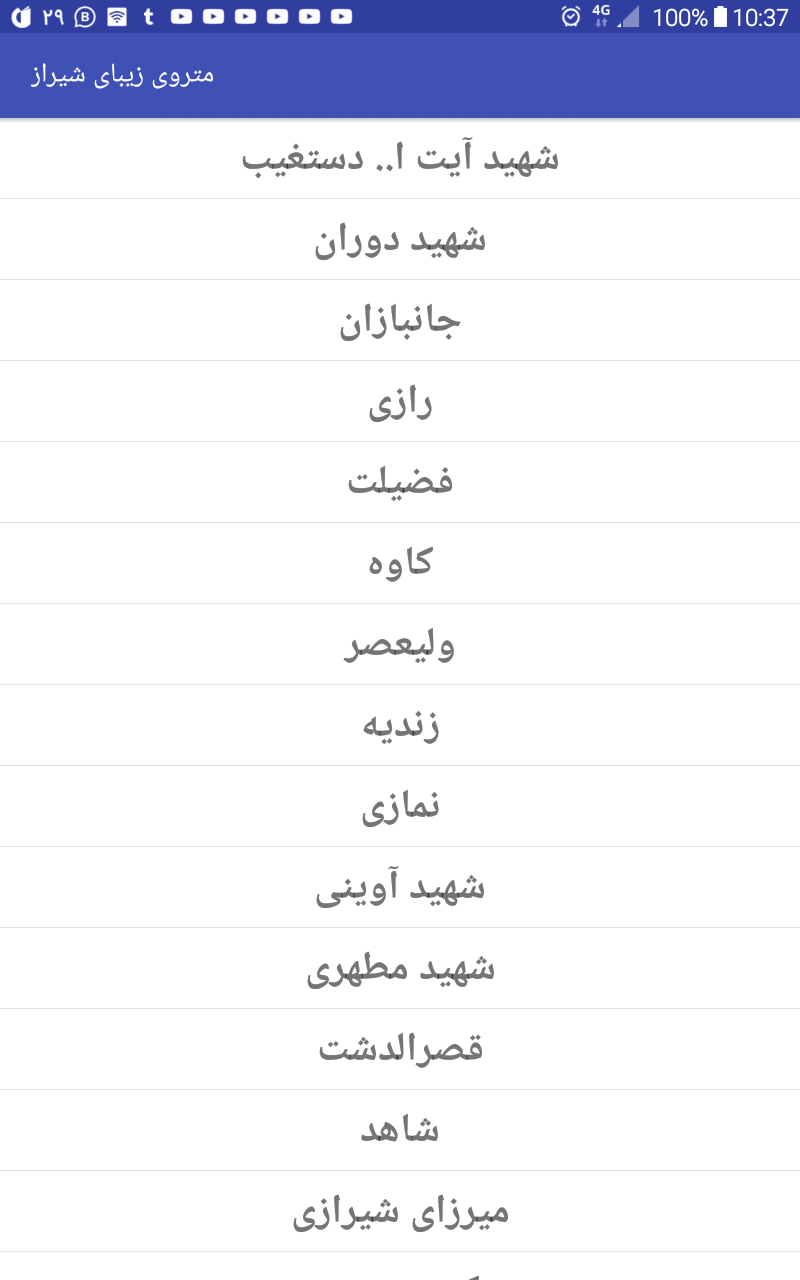 ۲۹ B t 4G 100% 10:37
متروی زیبای شیراز
شهید آیت ا.. دستغیب
شهید دوران
جانبازان
رازی
فضیلت
کاوه
ولیعصر
زندیه
نمازی
شهید آوینی
شهید مطهری
قصرالدشت
شاهد
میرزای شیرازی